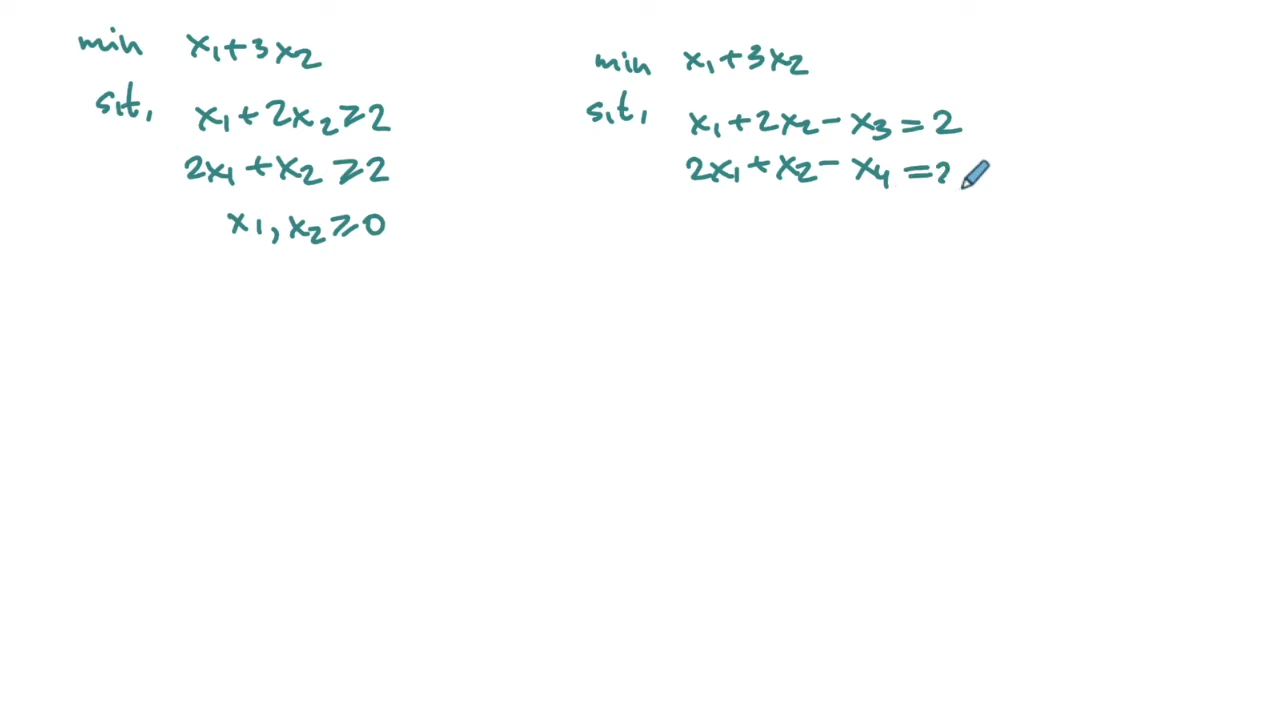 min x₁+3x₂
s.t. x₁+2x₂≥2
2x₁+x₂≥2
x₁,x₂≥0
min x₁+3x₂
s.t. x₁+2x₂-x₃=2
2x₁+x₂-x₄=